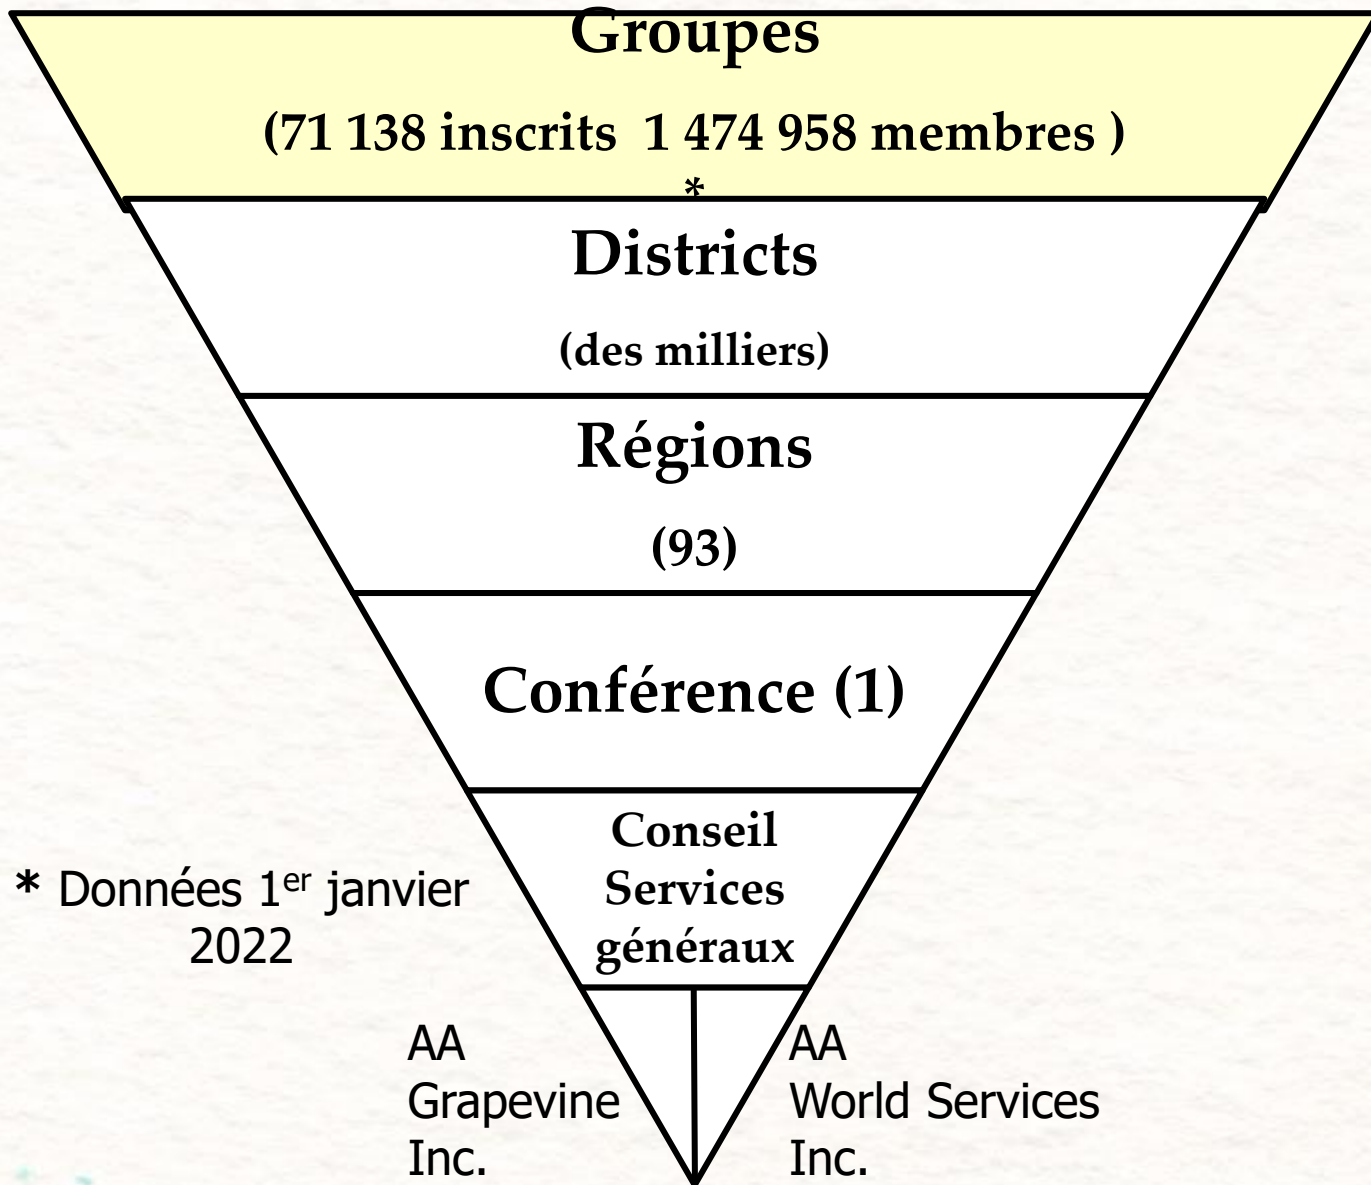 Groupes
(71 138 inscrits 1 474 958 membres )
*
Districts
(des milliers)
Régions
(93)
Conférence (1)
Conseil
Services
généraux
* Données 1er janvier
2022
AA
Grapevine
Inc.
AA
World Services
Inc.